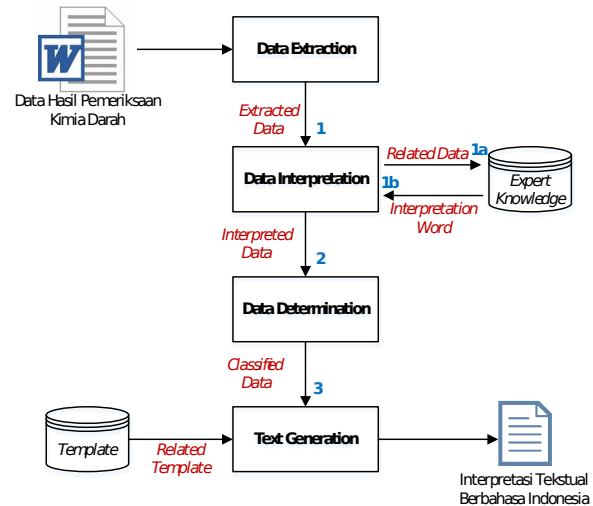 W
Data Hasil Pemeriksaan
Kimia Darah
Data Extraction
Extracted
Data
1
Data Interpretation
Related Data
1a
1b
Interpretation
Word
Expert
Knowledge
Interpreted
Data
2
Data Determination
Classified
Data
3
Template
Related
Template
Text Generation
Interpretasi Tekstual
Berbahasa Indonesia